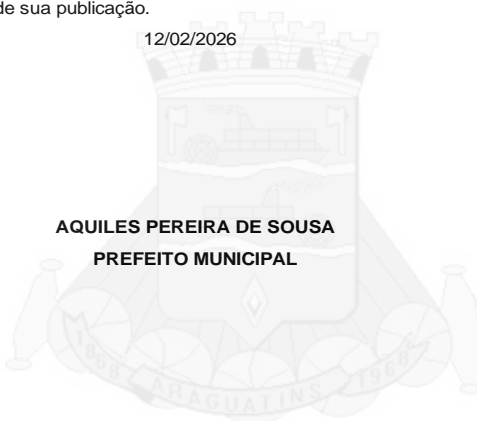 de sua publicação.
12/02/2026
AQUILES PEREIRA DE SOUSA
PREFEITO MUNICIPAL
1868 ARAGUATINS 1968